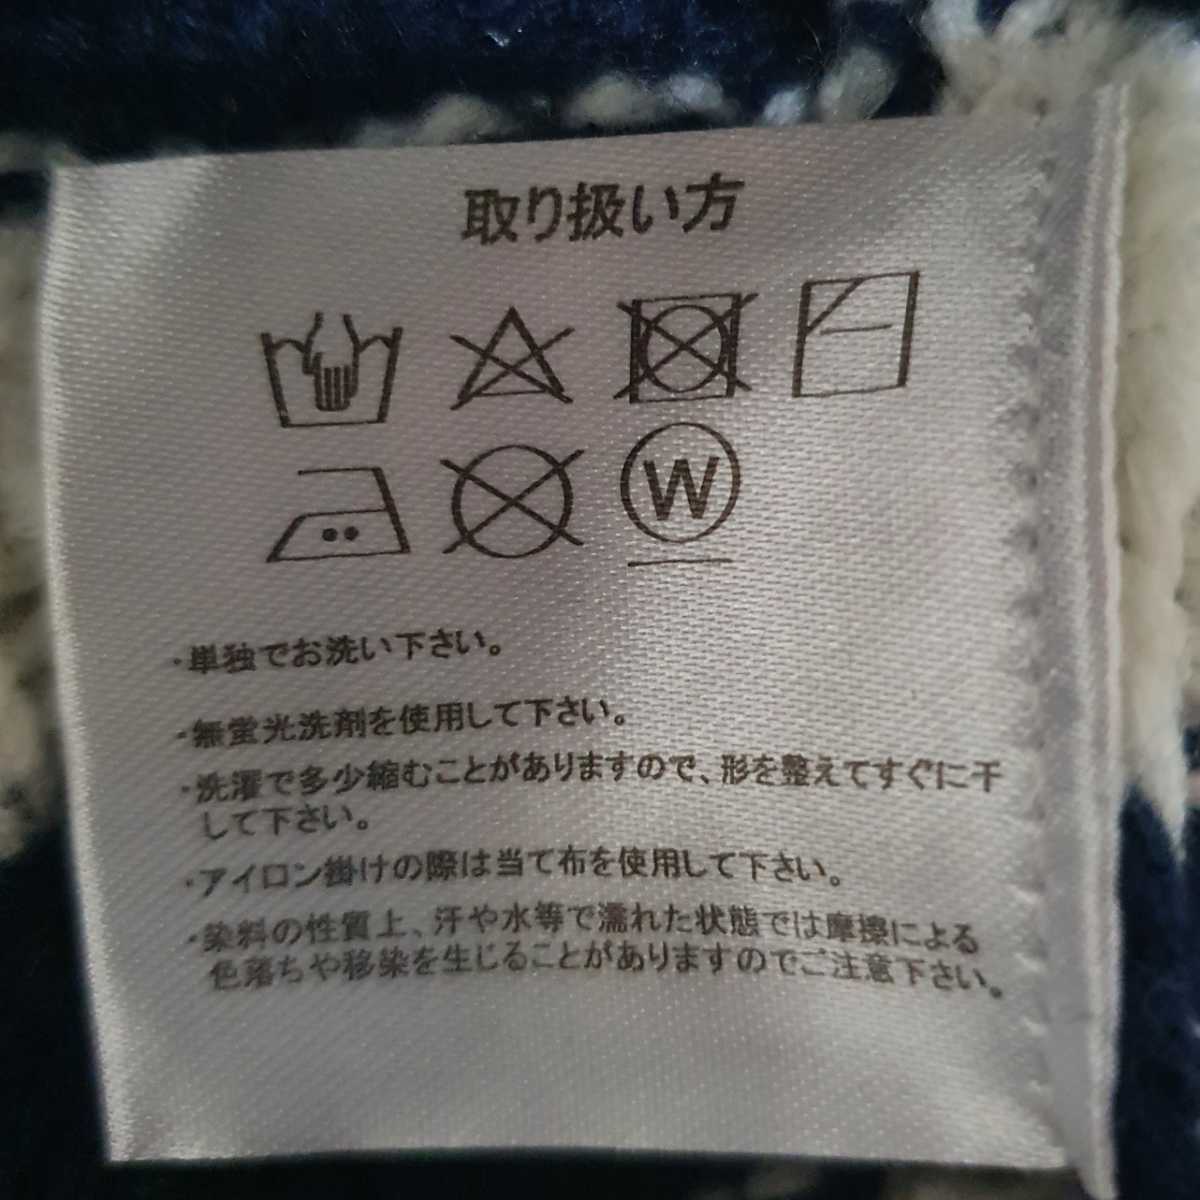 取り扱い方
W
・単独でお洗い下さい。
・無蛍光洗剤を使用して下さい。
・洗濯で多少縮むことがありますので、形を整えてすぐに干
して下さい。
・アイロン掛けの際は当て布を使用して下さい。
・染料の性質上、汗や水等で濡れた状態では摩擦による
色落ちや移染を生じることがありますのでご注意下さい。